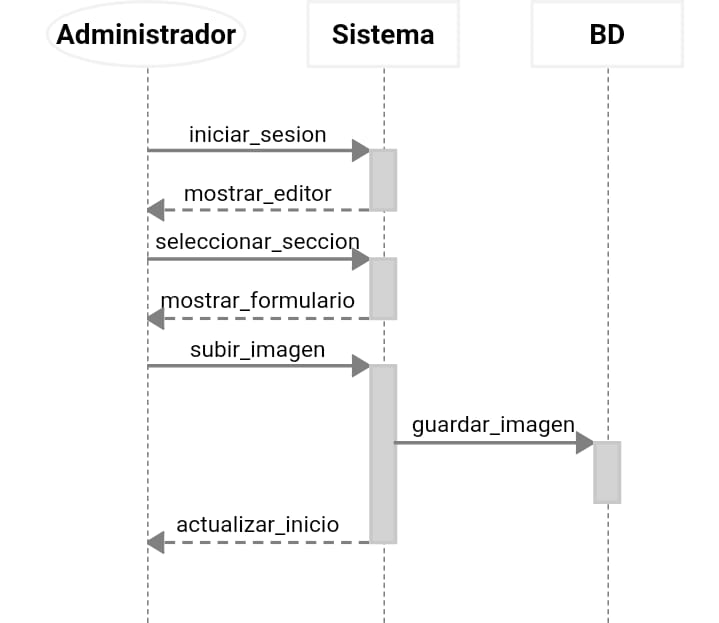 Administrador
Sistema
BD
iniciar_sesion
mostrar_editor
seleccionar_seccion
mostrar_formulario
subir_imagen
guardar_imagen
actualizar_inicio